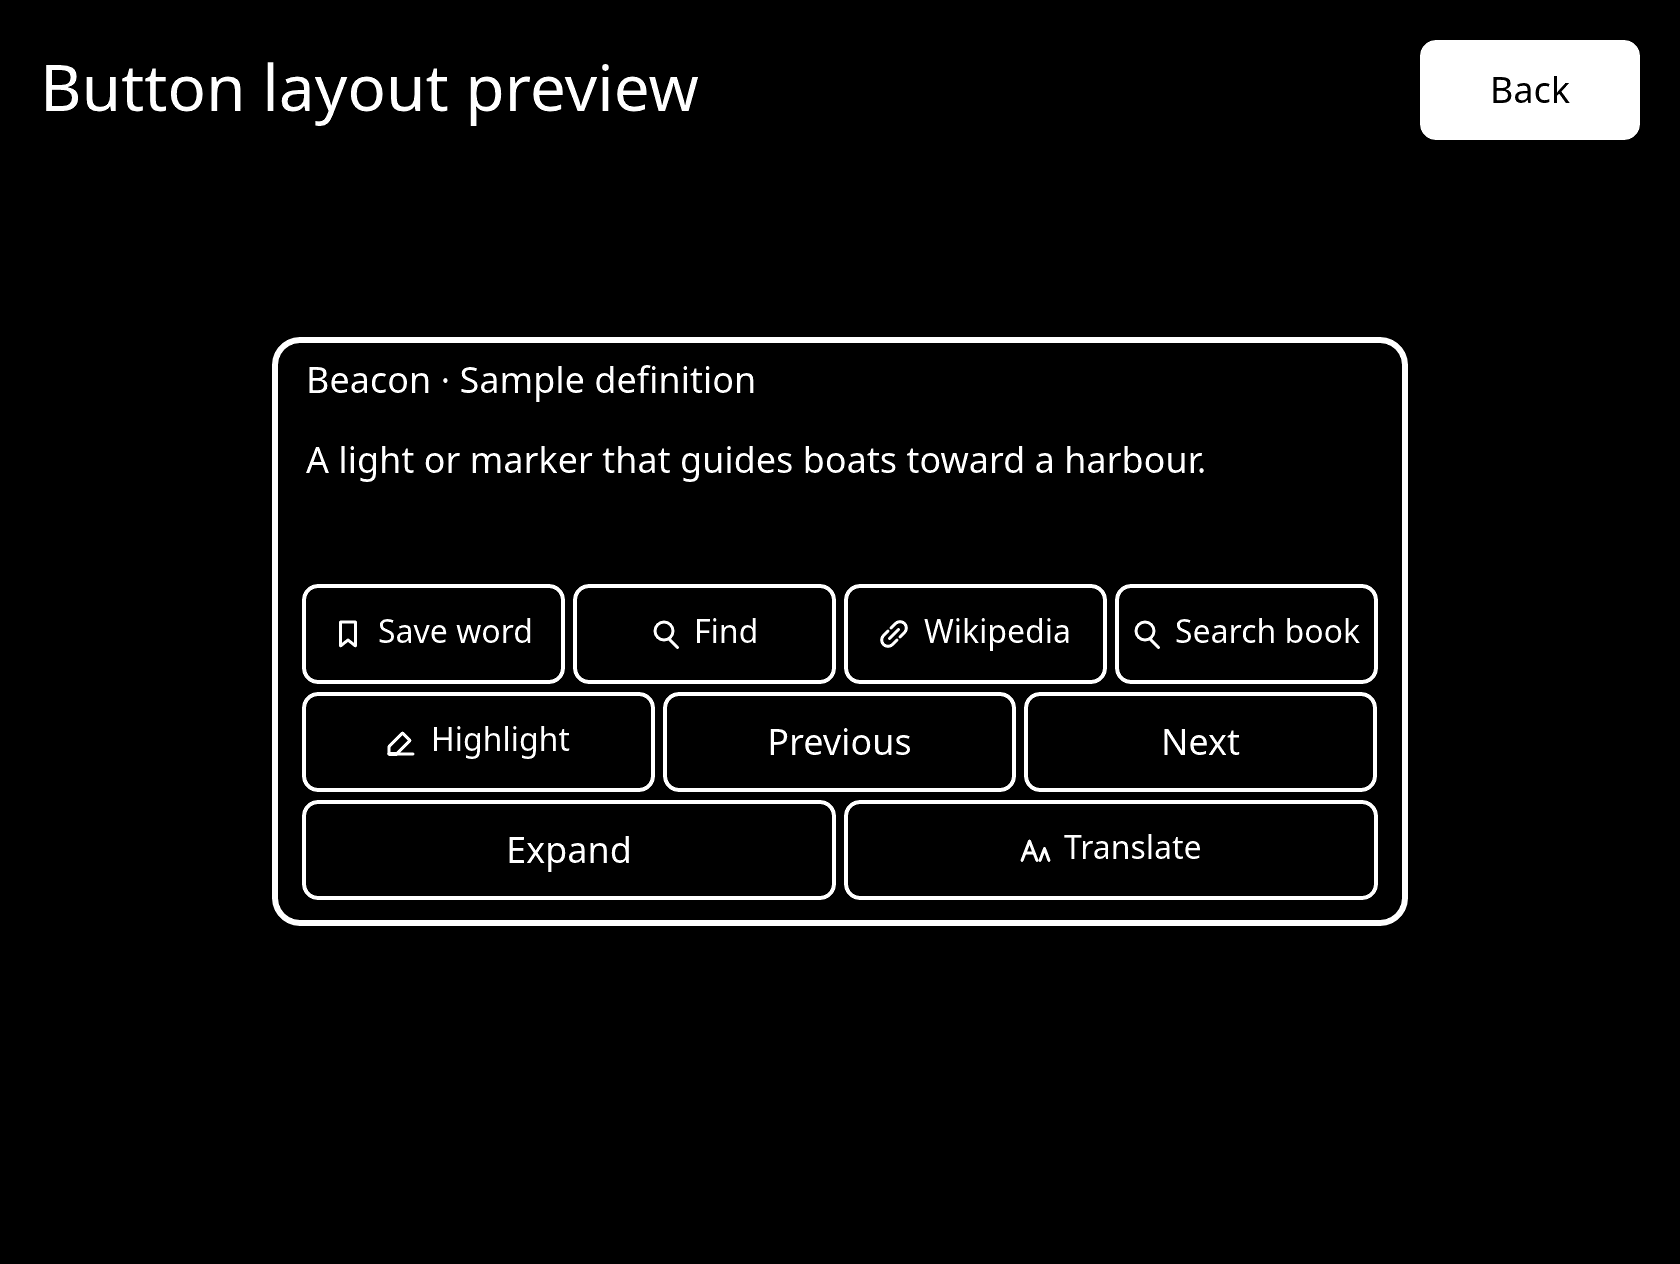 Button layout preview
Back
Beacon · Sample definition
A light or marker that guides boats toward a harbour.
Save word
Find
Wikipedia
Search book
Highlight
Previous
Next
Expand
Translate